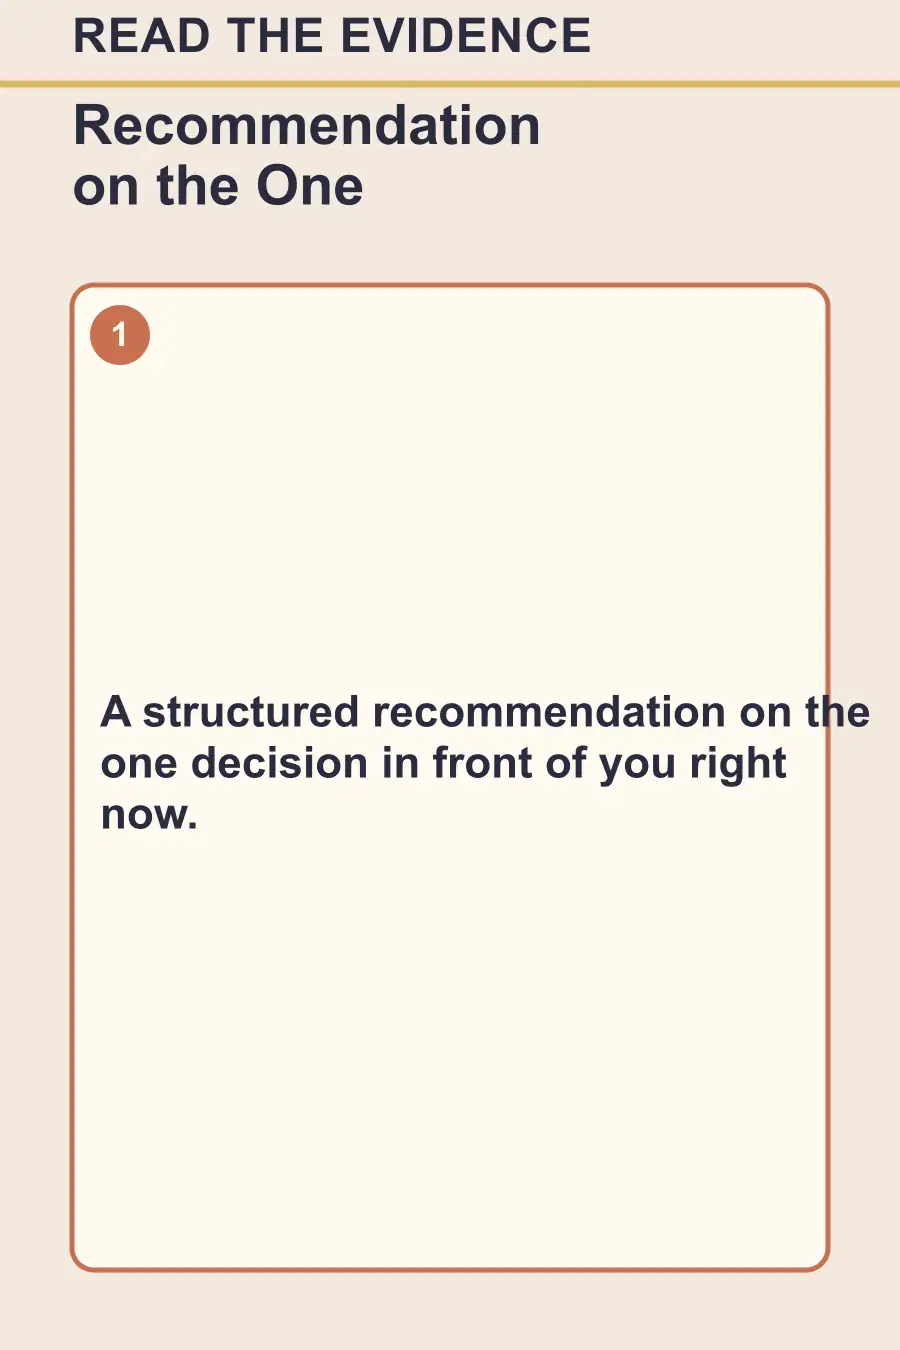 READ THE EVIDENCE
Recommendation
on the One
1
A structured recommendation on the
one decision in front of you right
now.